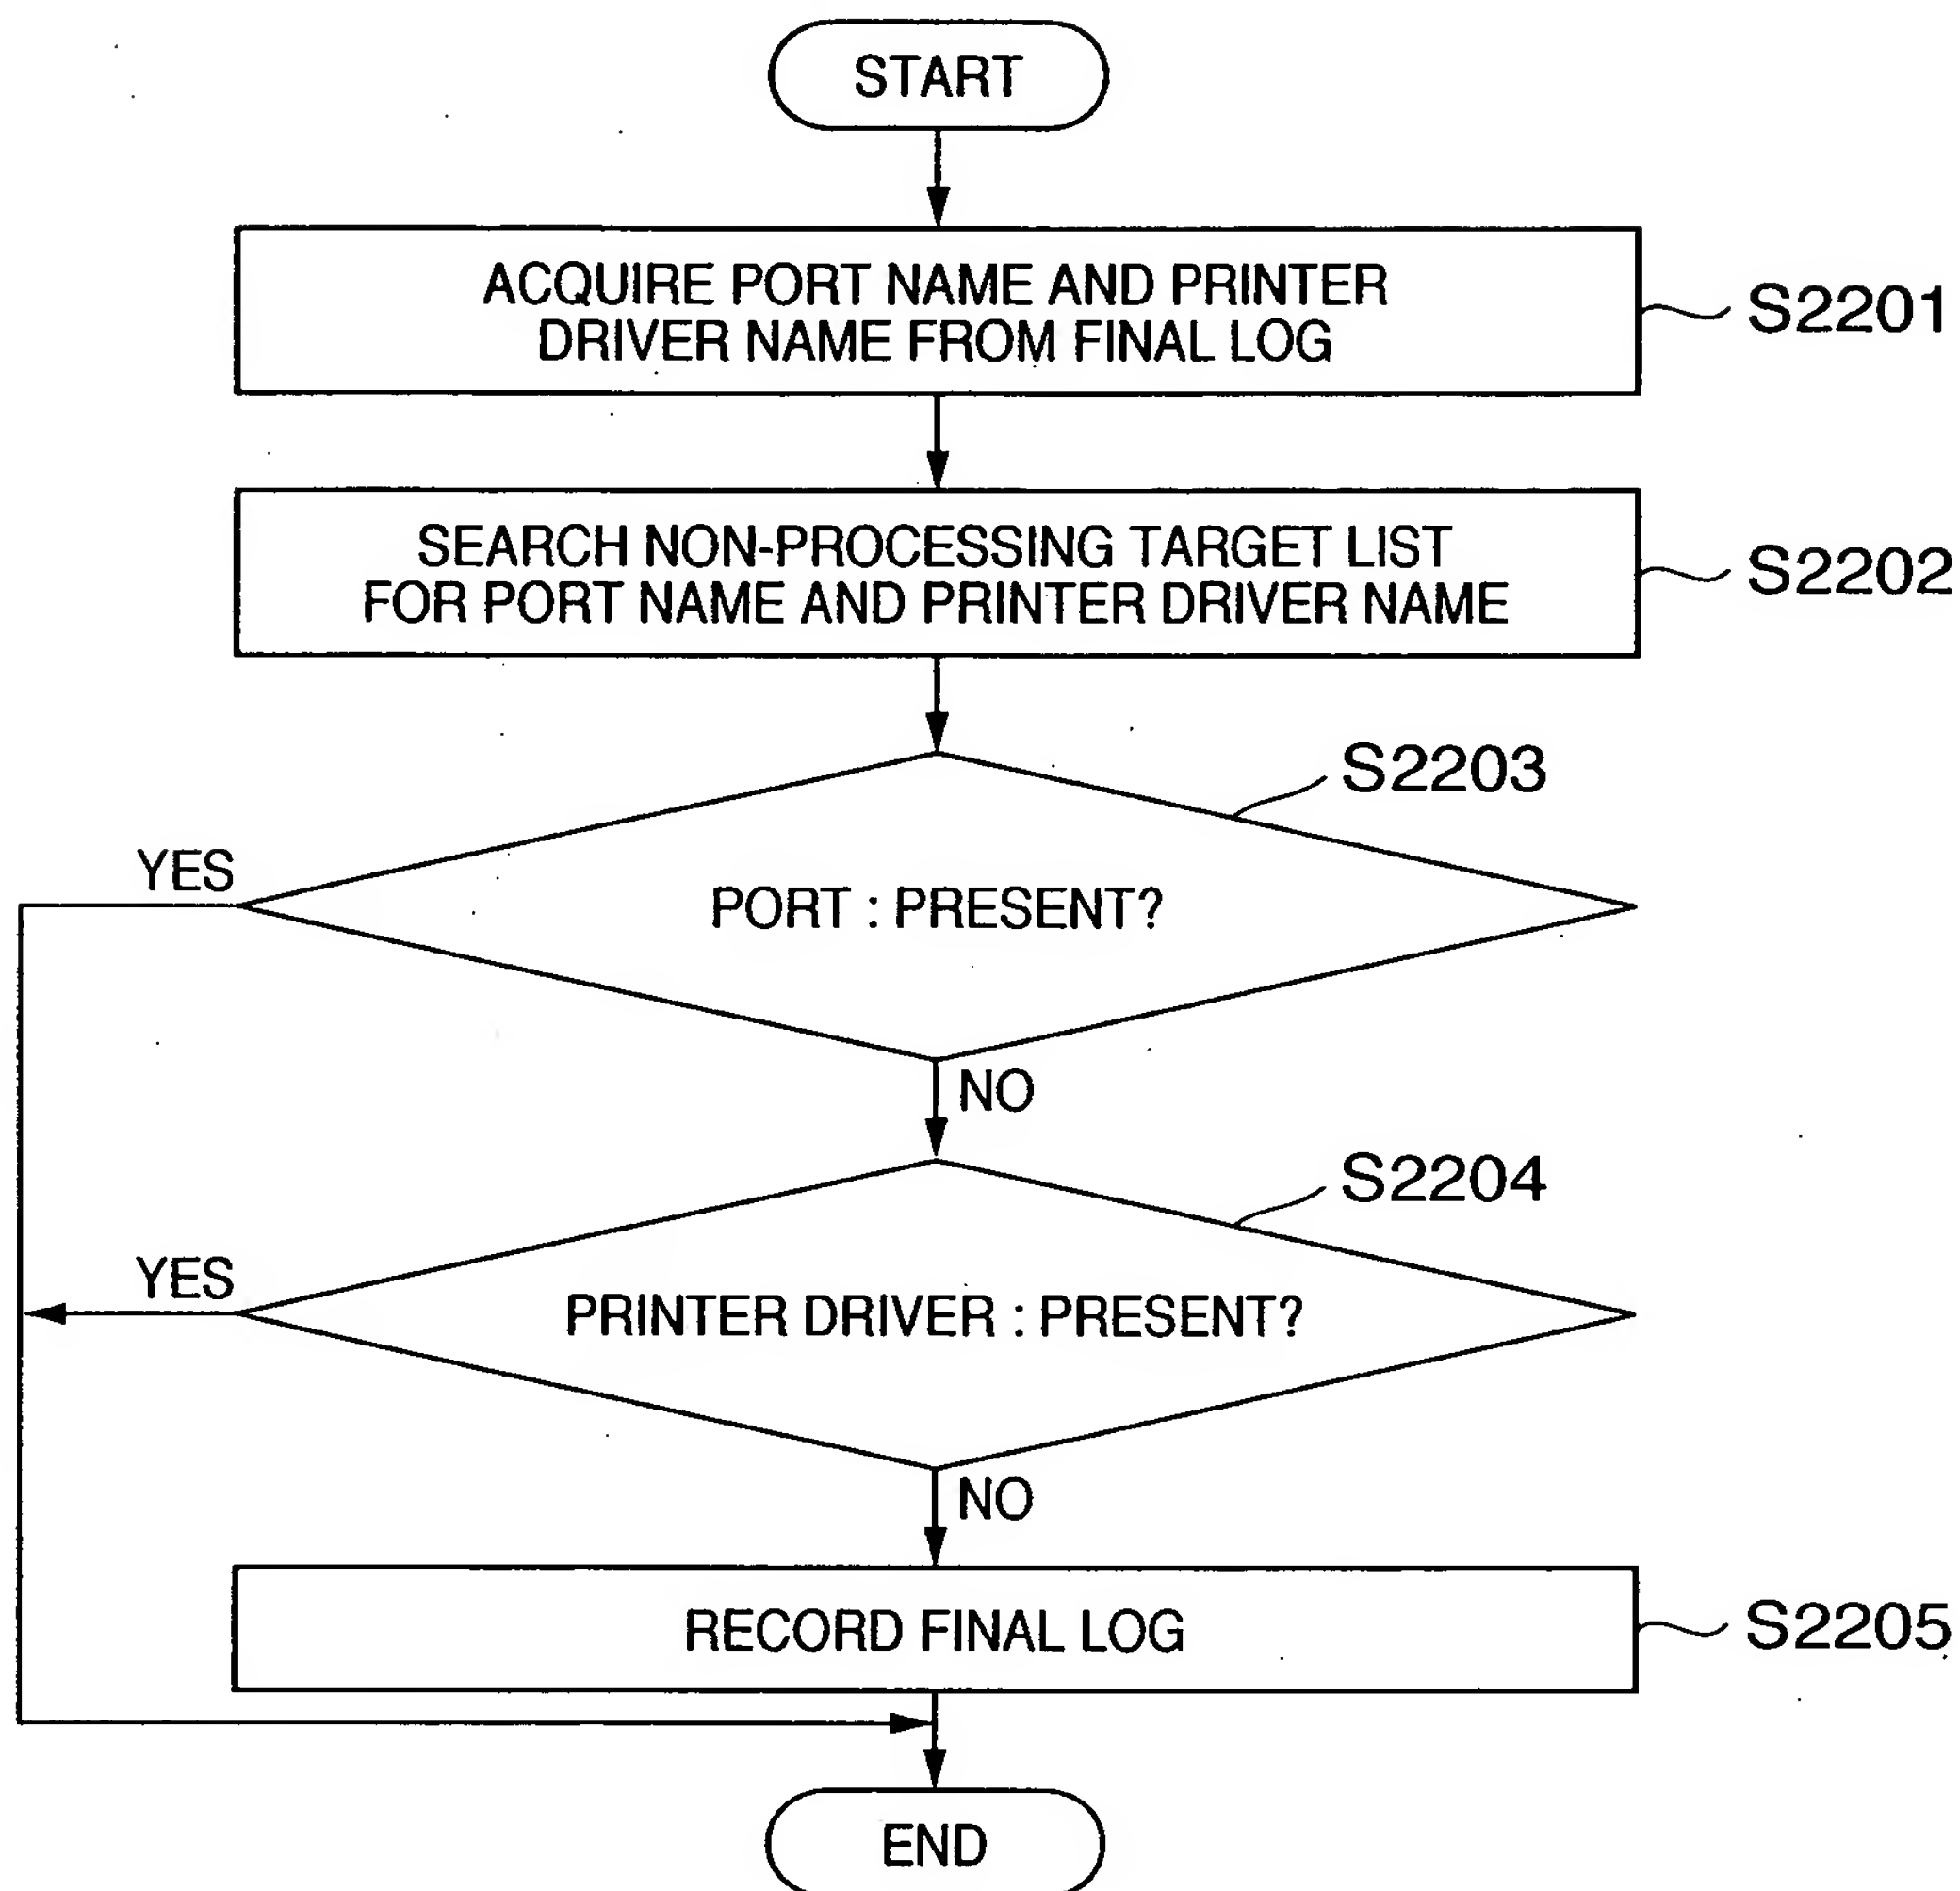 START
ACQUIRE PORT NAME AND PRINTER
DRIVER NAME FROM FINAL LOG
S2201
SEARCH NON-PROCESSING TARGET LIST
FOR PORT NAME AND PRINTER DRIVER NAME
S2202
S2203
YES
PORT : PRESENT?
NO
S2204
YES
PRINTER DRIVER : PRESENT?
NO
RECORD FINAL LOG
S2205
END